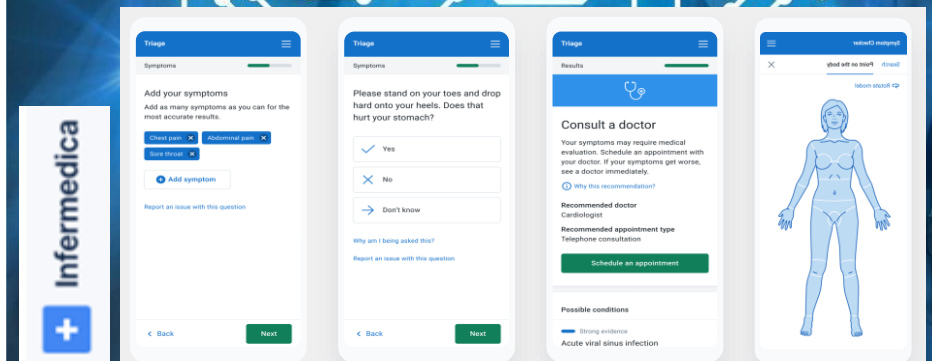 Infermedica
Triage
Symptoms
Add your symptoms
Add as many symptoms as you can for the
most accurate results.
Chest pain
Abdominal pain
Sore throat
Add symptom
Report an issue with this question
Back
Next
Triage
Symptoms
Please stand on your toes and drop
hard onto your heels. Does that
hurt your stomach?
Yes
No
Don't know
Why am I being asked this?
Report an issue with this question
Back
Next
Triage
Results
Consult a doctor
Your symptoms may require medical
evaluation. Schedule an appointment with
your doctor. If your symptoms get worse,
see a doctor immediately.
Why this recommendation?
Recommended doctor
Cardiologist
Recommended appointment type
Telephone consultation
Schedule an appointment
Possible conditions
Strong evidence
Acute viral sinus infection
Symptom Checker
Search Point on the body
Rotate model